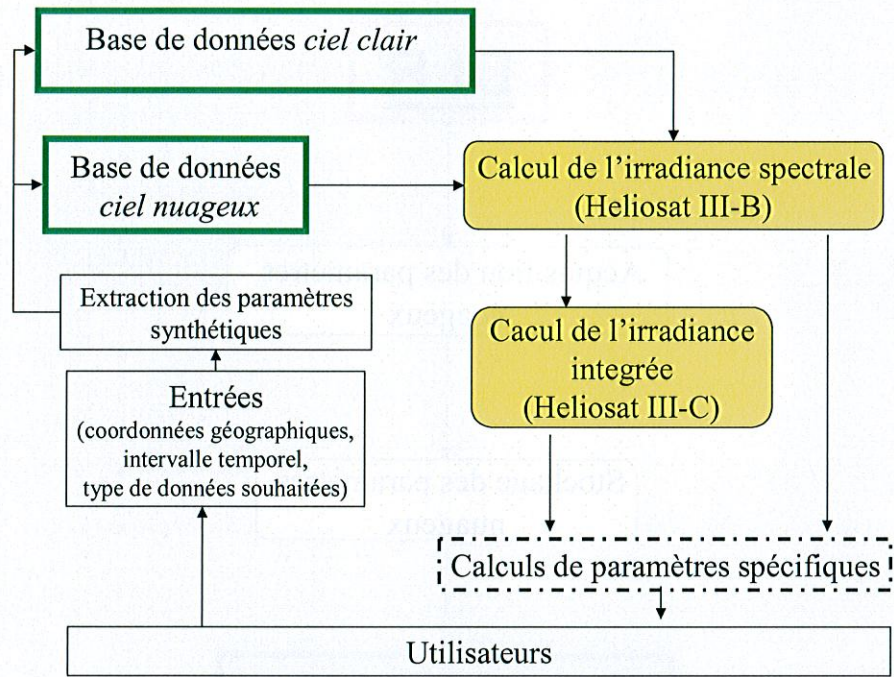 Base de données ciel clair
Base de données
ciel nuageux
Calcul de l'irradiance spectrale
(Heliosat III-B)
Extraction des paramètres
synthétiques
Cacul de l'irradiance
integrée
(Heliosat III-C)
Entrées
(coordonnées géographiques,
intervalle temporel,
type de données souhaitées)
Calculs de paramètres spécifiques
Utilisateurs